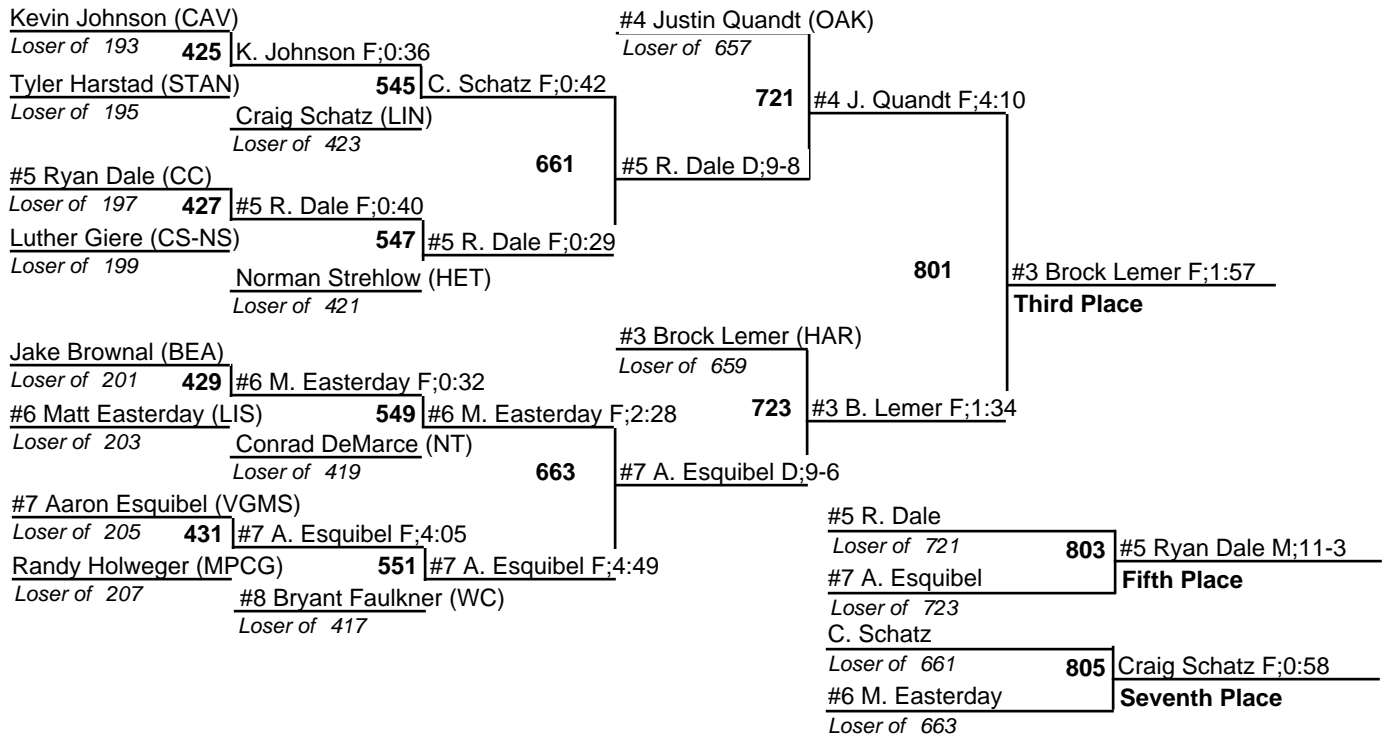 Kevin Johnson (CAV)
Loser of 193
425
K. Johnson F;0:36
Tyler Harstad (STAN)
Loser of 195
545
C. Schatz F;0:42
Craig Schatz (LIN)
Loser of 423
661
#5 R. Dale D;9-8
#5 Ryan Dale (CC)
Loser of 197
427
#5 R. Dale F;0:40
Luther Giere (CS-NS)
Loser of 199
547
#5 R. Dale F;0:29
Norman Strehlow (HET)
Loser of 421
#4 Justin Quandt (OAK)
Loser of 657
721
#4 J. Quandt F;4:10
801
#3 Brock Lemer F;1:57
Third Place
Jake Brownal (BEA)
Loser of 201
429
#6 M. Easterday F;0:32
#6 Matt Easterday (LIS)
Loser of 203
549
#6 M. Easterday F;2:28
Conrad DeMarce (NT)
Loser of 419
663
#7 A. Esquibel D;9-6
#7 Aaron Esquibel (VGMS)
Loser of 205
431
#7 A. Esquibel F;4:05
Randy Holweger (MPCG)
Loser of 207
551
#7 A. Esquibel F;4:49
#8 Bryant Faulkner (WC)
Loser of 417
#3 Brock Lemer (HAR)
Loser of 659
723
#3 B. Lemer F;1:34
#5 R. Dale
Loser of 721
803
#5 Ryan Dale M;11-3
#7 A. Esquibel
Fifth Place
Loser of 723
C. Schatz
Loser of 661
805
Craig Schatz F;0:58
#6 M. Easterday
Seventh Place
Loser of 663